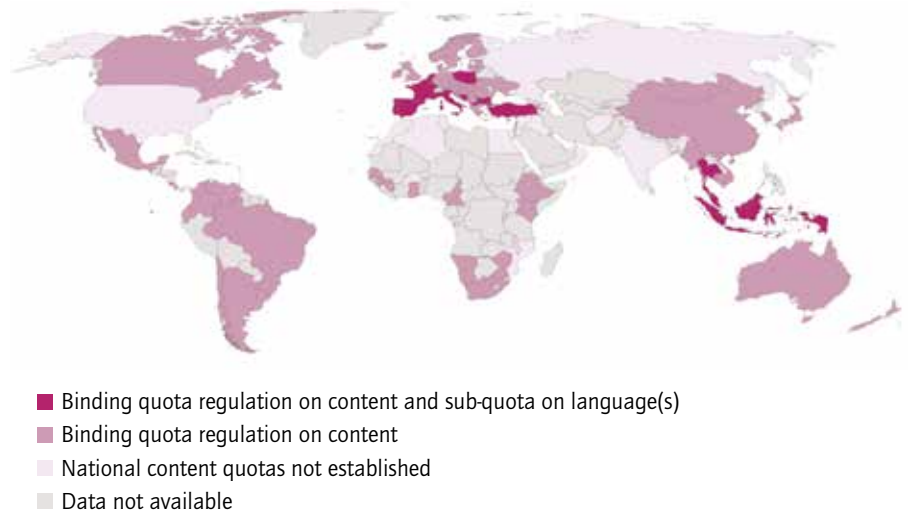 Binding quota regulation on content and sub-quota on language(s)
Binding quota regulation on content
National content quotas not established
Data not available